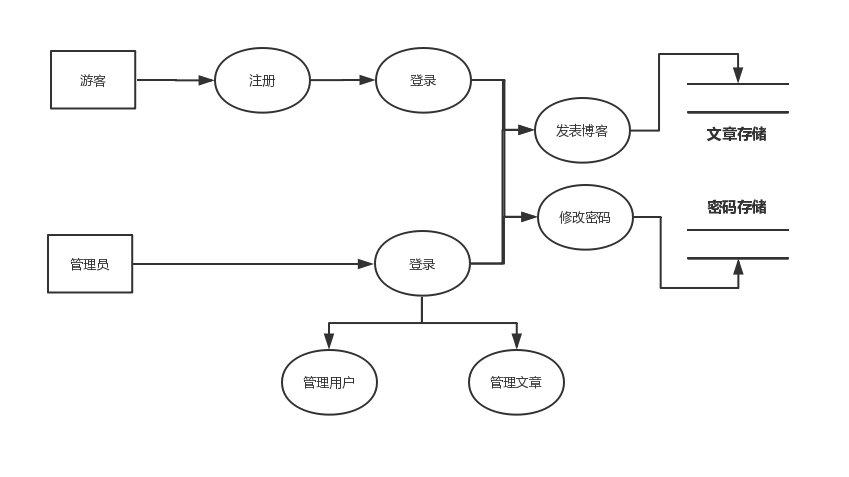 游客
注册
登录
发表博客
文章存储
修改密码
密码存储
管理员
登录
管理用户
管理文章